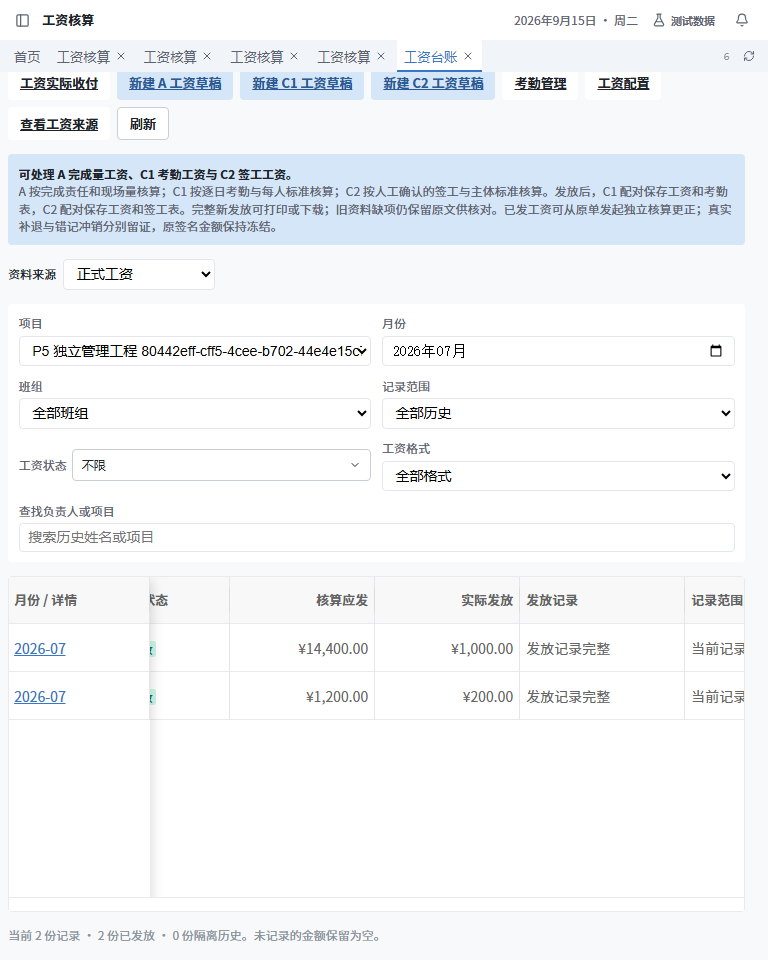 工资核算
2026年9月15日 • 周二 测试数据
首页 工资核算 × 工资核算 × 工资核算 × 工资核算 × 工资台账 × 6
工资实际收付 新建 A 工资草稿 新建 C1 工资草稿 新建 C2 工资草稿 考勤管理 工资配置
查看工资来源 刷新
可处理 A 完成量工资、C1 考勤工资与 C2 签工工资。
A 按完成责任和现场量核算；C1 按逐日考勤与每人标准核算；C2 按人工确认的签工与主体标准核算。发放后，C1 配对保存工资和考勤
表，C2 配对保存工资和签工表。完整新发放可打印或下载；旧资料缺项仍保留原文供核对。已发工资可从原单发起独立核算更正；真实
补退与错记冲销分别留证，原签名金额保持冻结。
资料来源 正式工资
项目 月份
P5 独立管理工程 80442eff-cff5-4cee-b702-44e4e15c 2026年07月
班组 记录范围
全部班组 全部历史
工资状态 不限 工资格式
全部格式
查找负责人或项目
搜索历史姓名或项目
月份 / 详情 状态 核算应发 实际发放 发放记录 记录范围
2026-07 ¥14,400.00 ¥1,000.00 发放记录完整 当前记录
2026-07 ¥1,200.00 ¥200.00 发放记录完整 当前记录
当前 2 份记录 • 2 份已发放 • 0 份隔离历史。未记录的金额保留为空。